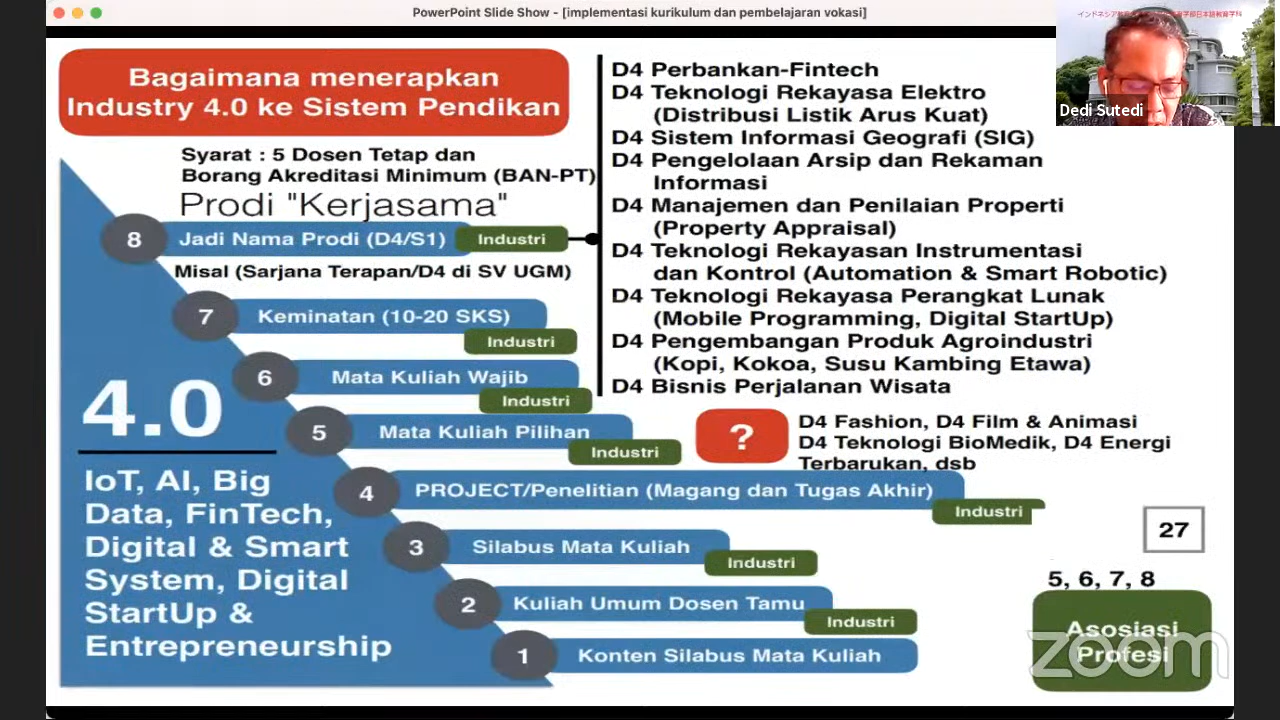 PowerPoint Slide Show - [implementasi kurikulum dan pembelajaran vokasi]
Dedi Sutedi
Bagaimana menerapkan
Industry 4.0 ke Sistem Pendikan
Syarat : 5 Dosen Tetap dan
Borang Akreditasi Minimum (BAN-PT)
Prodi "Kerjasama"
8 Jadi Nama Prodi (D4/S1) Industri
Misal (Sarjana Terapan/D4 di SV UGM)
7 Keminatan (10-20 SKS)
Industri
6 Mata Kuliah Wajib
Industri
5 Mata Kuliah Pilihan
Industri
4 PROJECT/Penelitian (Magang dan Tugas Akhir)
Industri
3 Silabus Mata Kuliah
Industri
2 Kuliah Umum Dosen Tamu
Industri
1 Konten Silabus Mata Kuliah
4.0
IoT, AI, Big
Data, FinTech,
Digital & Smart
System, Digital
StartUp &
Entrepreneurship
D4 Perbankan-Fintech
D4 Teknologi Rekayasa Elektro
(Distribusi Listik Arus Kuat)
D4 Sistem Informasi Geografi (SIG)
D4 Pengelolaan Arsip dan Rekaman
Informasi
D4 Manajemen dan Penilaian Properti
(Property Appraisal)
D4 Teknologi Rekayasan Instrumentasi
dan Kontrol (Automation & Smart Robotic)
D4 Teknologi Rekayasa Perangkat Lunak
(Mobile Programming, Digital StartUp)
D4 Pengembangan Produk Agroindustri
(Kopi, Kokoa, Susu Kambing Etawa)
D4 Bisnis Perjalanan Wisata
?
D4 Fashion, D4 Film & Animasi
D4 Teknologi BioMedik, D4 Energi
Terbarukan, dsb
27
5, 6, 7, 8
Asosiasi
Profesi
zoom